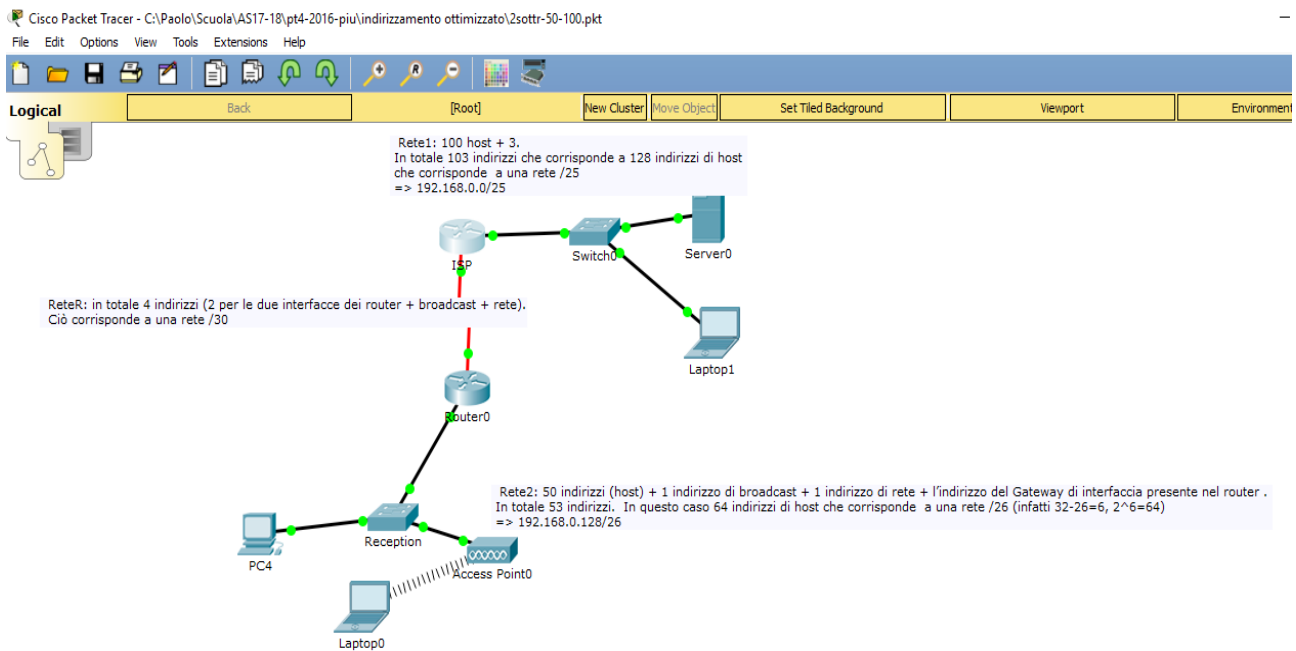 Cisco Packet Tracer - C:\Paolo\Scuola\AS17-18\pt4-2016-piu\indirizzamento ottimizzato\2sottr-50-100.pkt
File Edit Options View Tools Extensions Help
Logical Back [Root] New Cluster Move Object Set Tiled Background Viewport Environment
Rete1: 100 host + 3.
In totale 103 indirizzi che corrisponde a 128 indirizzi di host
che corrisponde a una rete /25
=> 192.168.0.0/25
ISP
Switch0
Server0
ReteR: in totale 4 indirizzi (2 per le due interfacce dei router + broadcast + rete).
Ciò corrisponde a una rete /30
Laptop1
Router0
Rete2: 50 indirizzi (host) + 1 indirizzo di broadcast + 1 indirizzo di rete + l'indirizzo del Gateway di interfaccia presente nel router .
In totale 53 indirizzi. In questo caso 64 indirizzi di host che corrisponde a una rete /26 (infatti 32-26=6, 2^6=64)
=> 192.168.0.128/26
Reception
PC4
Access Point0
Laptop0